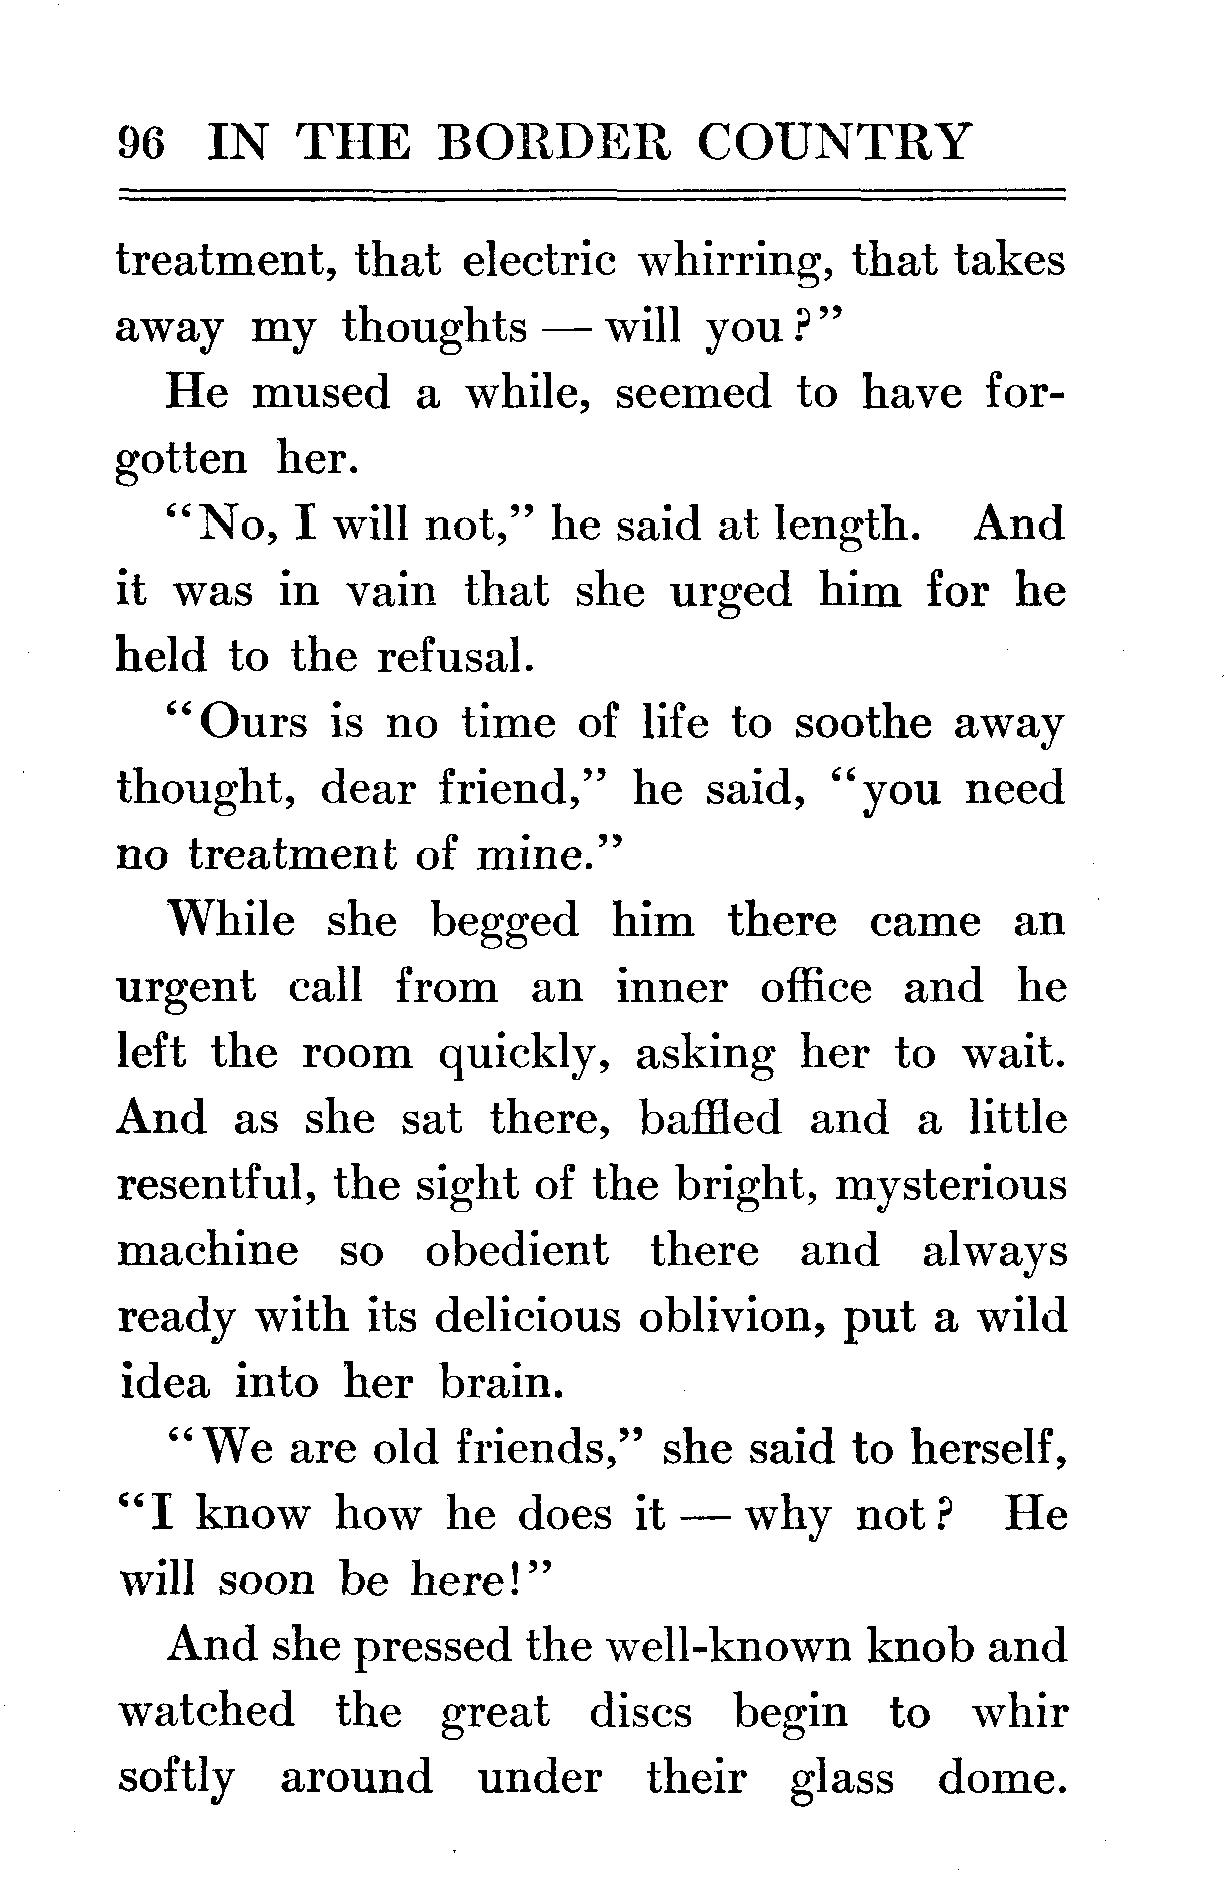 96 IN THE BORDER COUNTRY
treatment, that electric whirring, that takes
away my thoughts — will you?"
He mused a while, seemed to have for-
gotten her.
"No, I will not," he said at length. And
it was in vain that she urged him for he
held to the refusal.
"Ours is no time of life to soothe away
thought, dear friend," he said, "you need
no treatment of mine."
While she begged him there came an
urgent call from an inner office and he
left the room quickly, asking her to wait.
And as she sat there, baffled and a little
resentful, the sight of the bright, mysterious
machine so obedient there and always
ready with its delicious oblivion, put a wild
idea into her brain.
"We are old friends," she said to herself,
"I know how he does it — why not? He
will soon be here!"
And she pressed the well-known knob and
watched the great discs begin to whir
softly around under their glass dome.